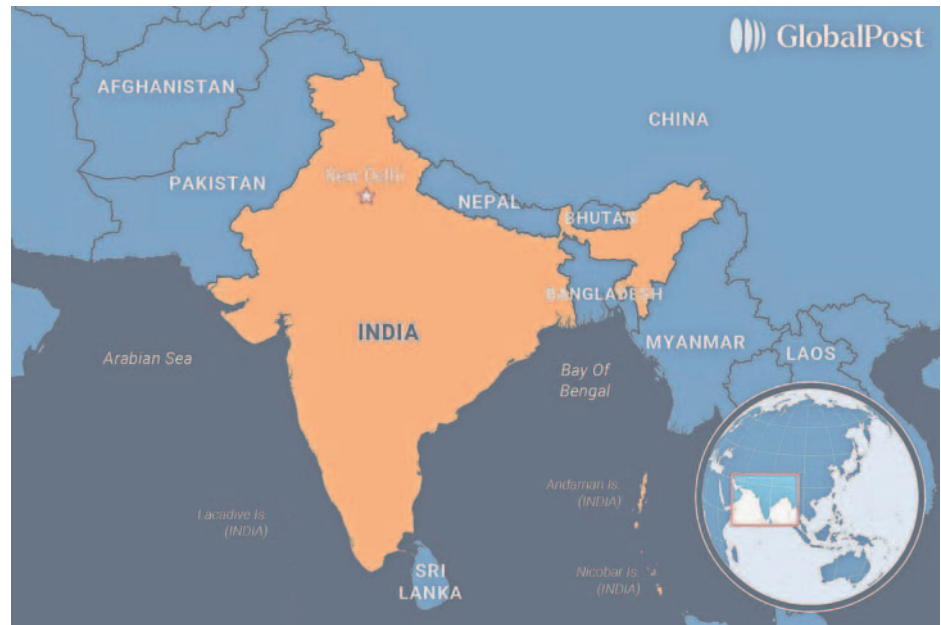 GlobalPost
AFGHANISTAN
CHINA
PAKISTAN
New Delhi
NEPAL
BHUTAN
BANGLADESH
INDIA
MYANMAR
LAOS
Arabian Sea
Bay Of
Bengal
Andaman Is.
(INDIA)
Lacadive Is.
(INDIA)
SRI
LANKA
Nicobar Is.
(INDIA)